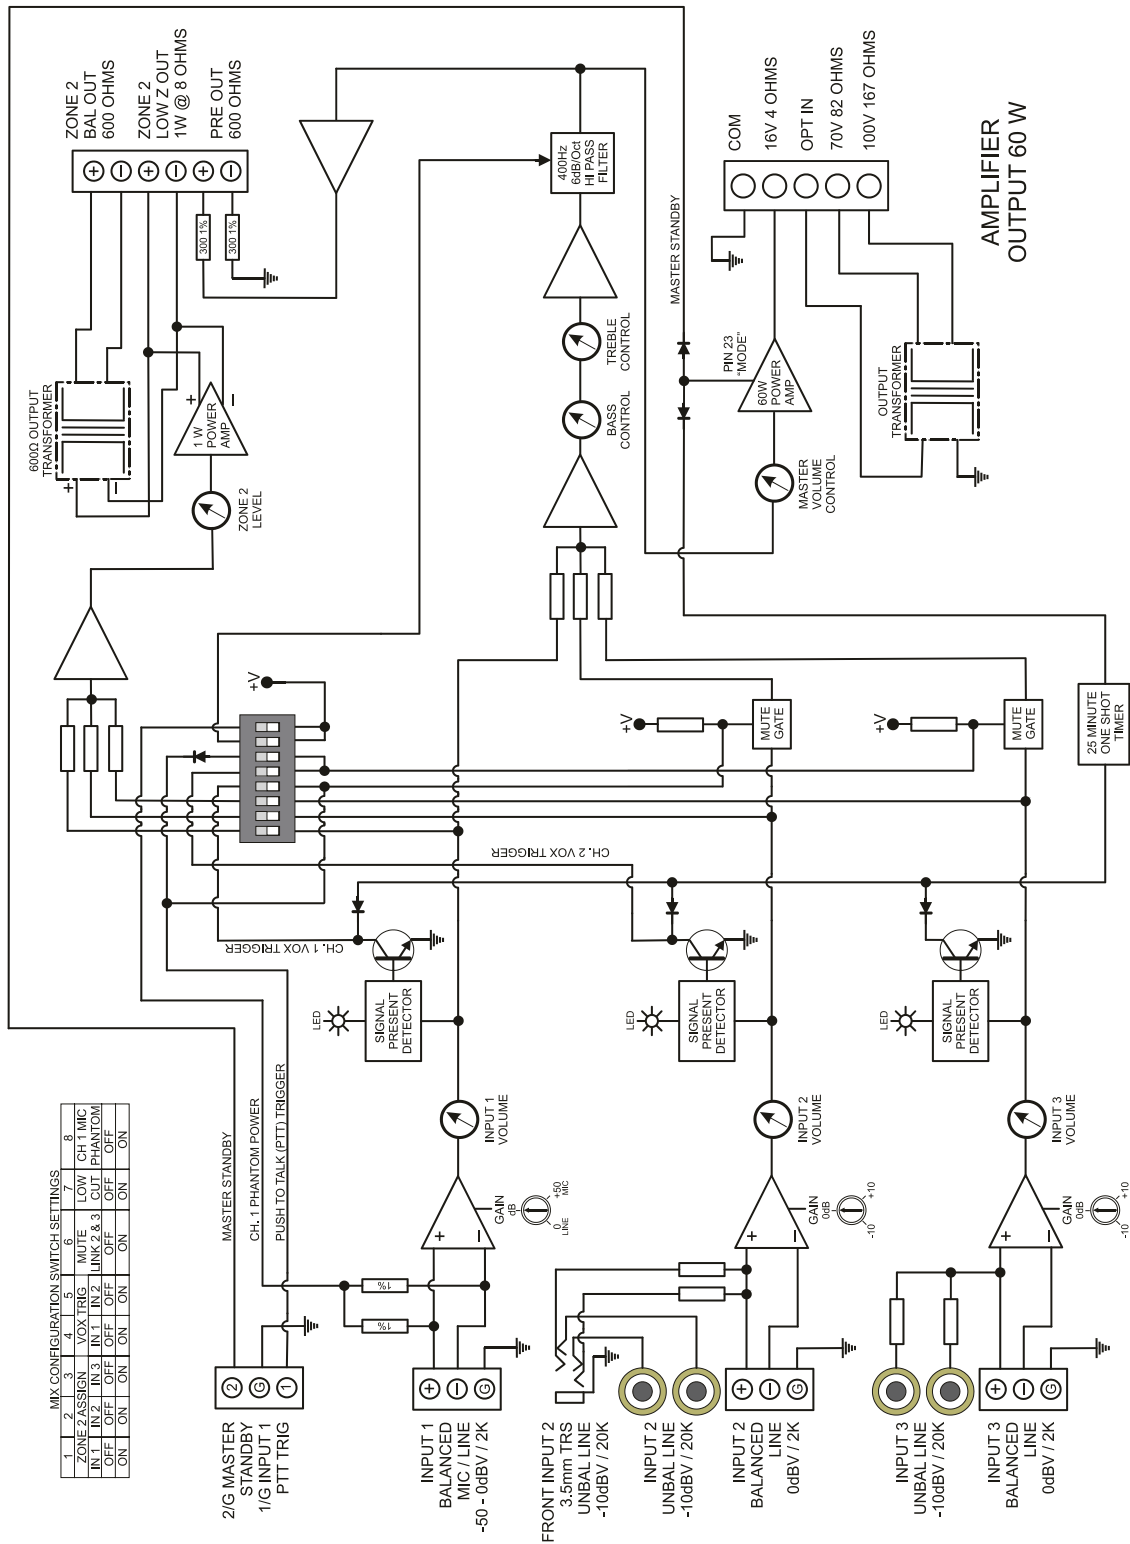 MIX CONFIGURATION SWITCH SETTINGS
1 2 3 4 5 6 7 8
ZONE 2 ASSIGN VOX TRIG MUTE LOW CH 1 MIC
IN 1 IN 2 IN 3 IN 1 IN 2 LINK 2 & 3 CUT PHANTOM
OFF OFF OFF OFF OFF OFF OFF OFF
ON ON ON ON ON ON ON ON
2/G MASTER
STANDBY
1/G INPUT 1
PTT TRIG
2
G
1
MASTER STANDBY
CH. 1 PHANTOM POWER
PUSH TO TALK (PTT) TRIGGER
600Ω OUTPUT
TRANSFORMER
+
–
ZONE 2
BAL OUT
600 OHMS
ZONE 2
LOW Z OUT
1W @ 8 OHMS
PRE OUT
600 OHMS
+
–
+
–
+
–
300 1%
300 1%
1 W
POWER
AMP
+
–
ZONE 2
LEVEL
+V
CH. 1 VOX TRIGGER
CH. 2 VOX TRIGGER
INPUT 1
BALANCED
MIC / LINE
-50 - 0dBV / 2K
+
–
G
1%
1%
+
–
GAIN
dB
0
LINE
+50
MIC
INPUT 1
VOLUME
LED
SIGNAL
PRESENT
DETECTOR
FRONT INPUT 2
3.5mm TRS
UNBAL LINE
-10dBV / 20K
INPUT 2
UNBAL LINE
-10dBV / 20K
INPUT 2
BALANCED
LINE
0dBV / 2K
+
–
G
+
–
GAIN
0dB
-10
+10
INPUT 2
VOLUME
LED
SIGNAL
PRESENT
DETECTOR
+V
MUTE
GATE
BASS
CONTROL
TREBLE
CONTROL
400Hz
6dB/Oct
HI PASS
FILTER
MASTER STANDBY
PIN 23
"MODE"
60W
POWER
AMP
MASTER
VOLUME
CONTROL
COM
16V 4 OHMS
OPT IN
70V 82 OHMS
100V 167 OHMS
OUTPUT
TRANSFORMER
AMPLIFIER
OUTPUT 60 W
INPUT 3
UNBAL LINE
-10dBV / 20K
INPUT 3
BALANCED
LINE
0dBV / 2K
+
–
G
+
–
GAIN
0dB
-10
+10
INPUT 3
VOLUME
LED
SIGNAL
PRESENT
DETECTOR
+V
MUTE
GATE
25 MINUTE
ONE SHOT
TIMER